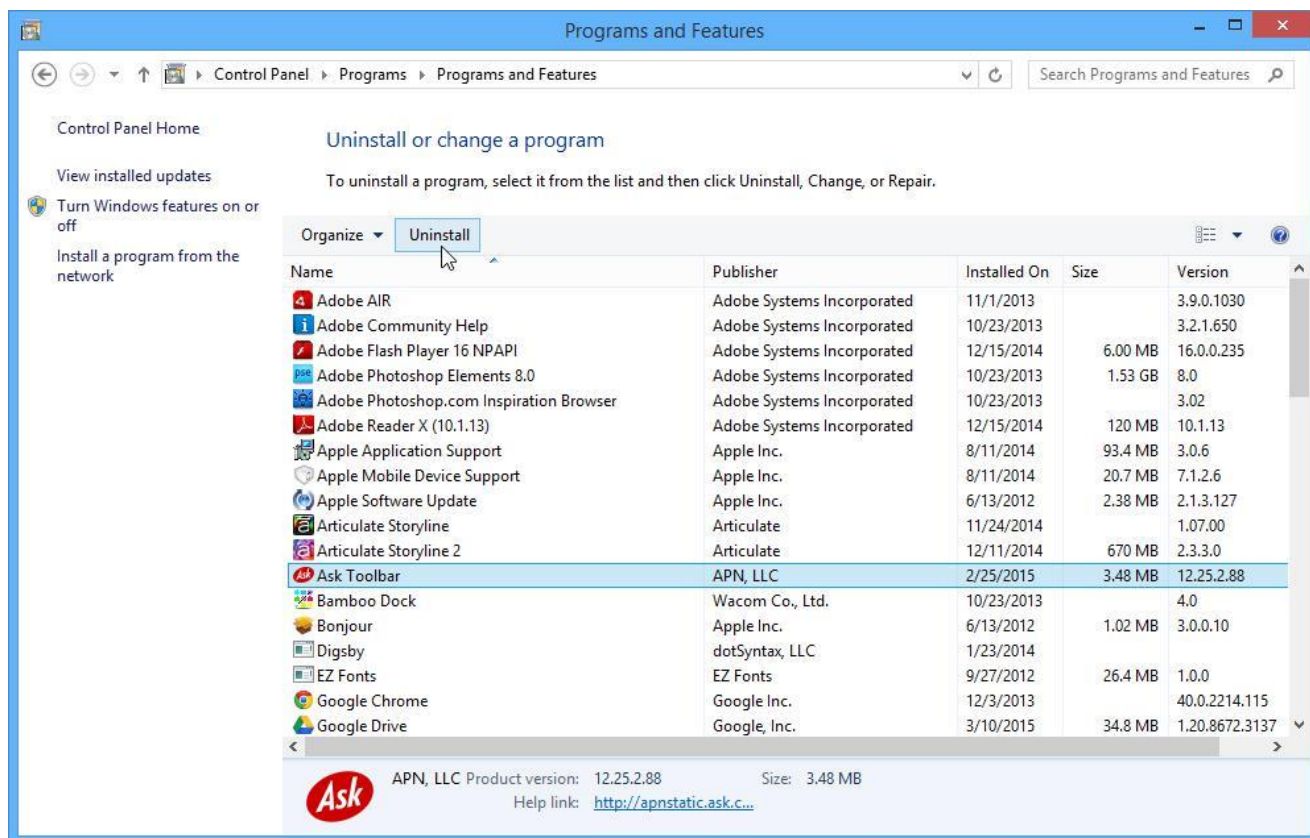 Programs and Features
Control Panel Programs Programs and Features
Search Programs and Features
Control Panel Home
View installed updates
Turn Windows features on or
off
Install a program from the
network
Uninstall or change a program
To uninstall a program, select it from the list and then click Uninstall, Change, or Repair.
Organize Uninstall
Name Publisher Installed On Size Version
Adobe AIR Adobe Systems Incorporated 11/1/2013 3.9.0.1030
i Adobe Community Help Adobe Systems Incorporated 10/23/2013 3.2.1.650
Adobe Flash Player 16 NPAPI Adobe Systems Incorporated 12/15/2014 6.00 MB 16.0.0.235
pse Adobe Photoshop Elements 8.0 Adobe Systems Incorporated 10/23/2013 1.53 GB 8.0
Adobe Photoshop.com Inspiration Browser Adobe Systems Incorporated 10/23/2013 3.02
Adobe Reader X (10.1.13) Adobe Systems Incorporated 12/15/2014 120 MB 10.1.13
Apple Application Support Apple Inc. 8/11/2014 93.4 MB 3.0.6
Apple Mobile Device Support Apple Inc. 8/11/2014 20.7 MB 7.1.2.6
Apple Software Update Apple Inc. 6/13/2012 2.38 MB 2.1.3.127
Articulate Storyline Articulate 11/24/2014 1.07.00
Articulate Storyline 2 Articulate 12/11/2014 670 MB 2.3.3.0
Ask Ask Toolbar APN, LLC 2/25/2015 3.48 MB 12.25.2.88
Bamboo Dock Wacom Co., Ltd. 10/23/2013 4.0
Bonjour Apple Inc. 6/13/2012 1.02 MB 3.0.0.10
Digsby dotSyntax, LLC 1/23/2014
EZ Fonts EZ Fonts 9/27/2012 26.4 MB 1.0.0
Google Chrome Google Inc. 12/3/2013 40.0.2214.115
Google Drive Google, Inc. 3/10/2015 34.8 MB 1.20.8672.3137
Ask
APN, LLC Product version: 12.25.2.88 Size: 3.48 MB
Help link: http://apnstatic.ask.c...